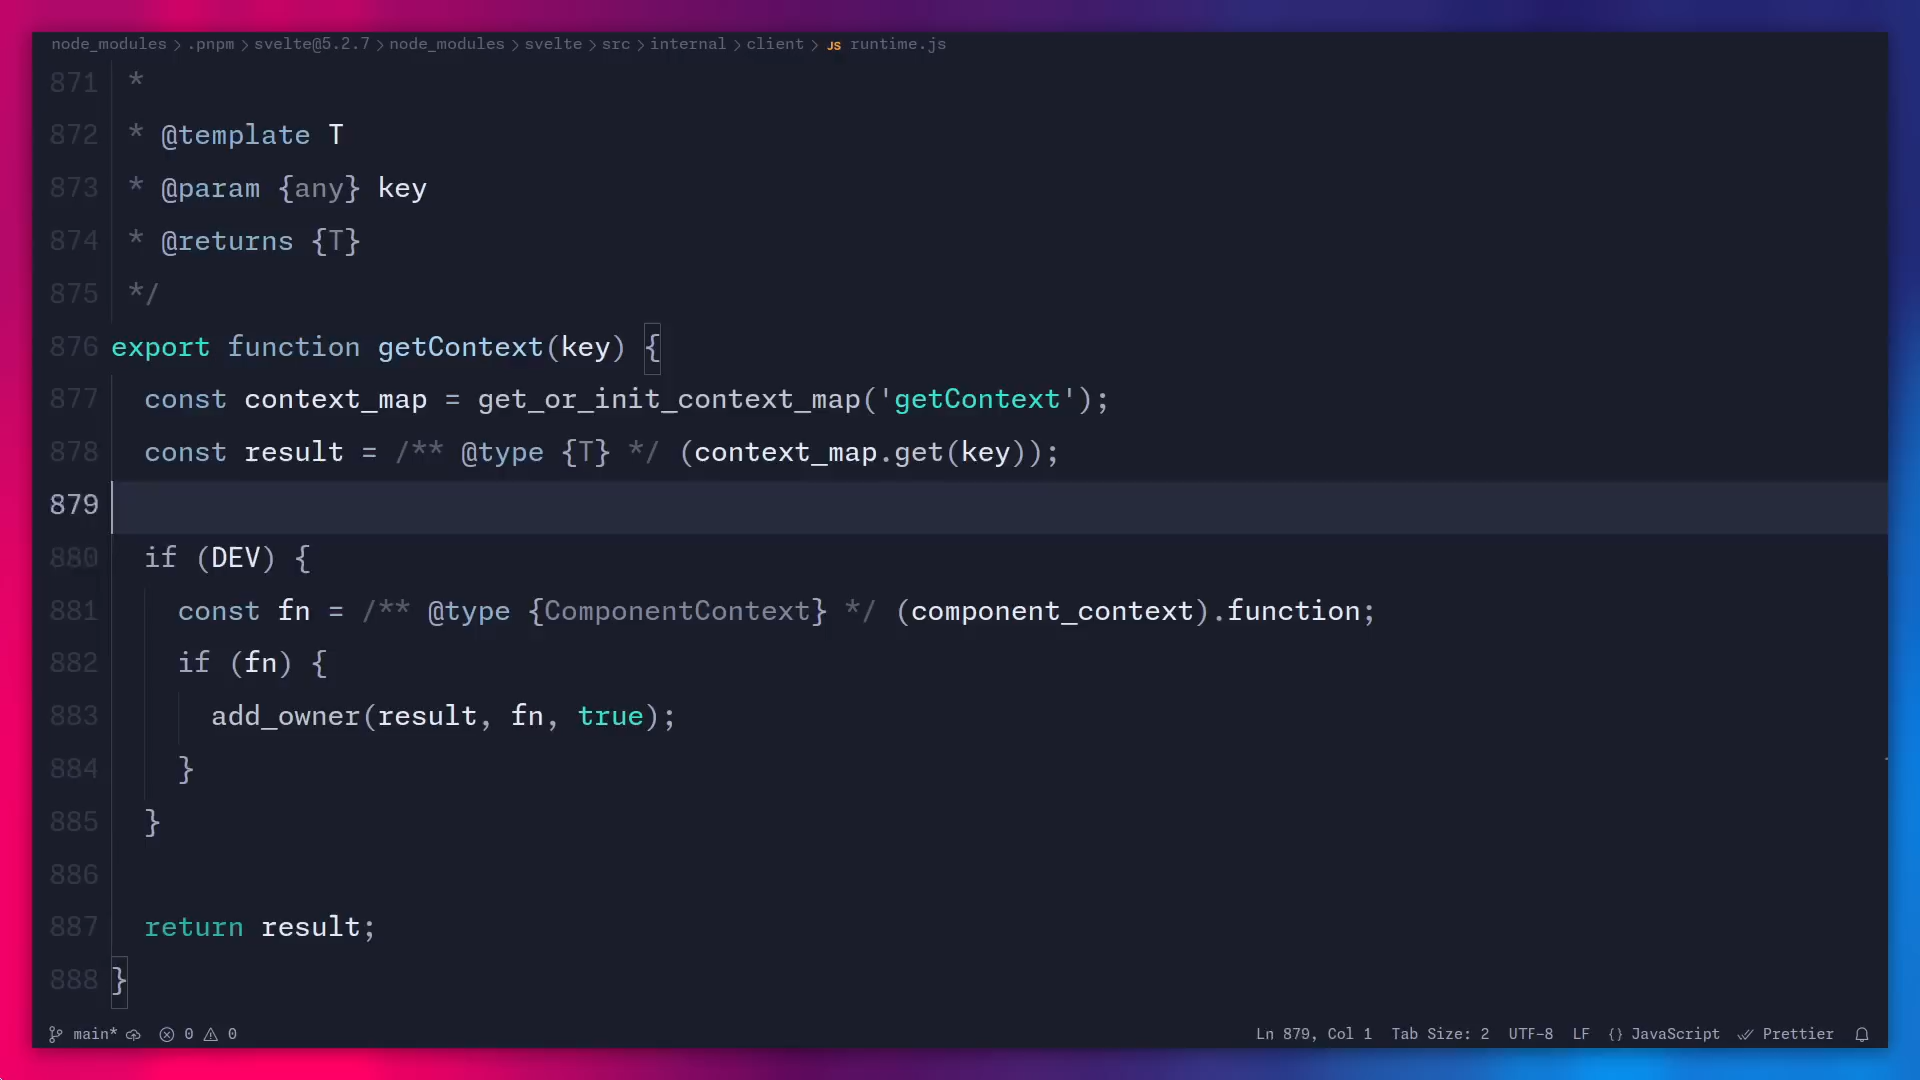 node_modules > .pnpm > svelte@5.2.7 > node_modules > svelte > src > internal > client > JS runtime.js
871 *
872 * @template T
873 * @param {any} key
874 * @returns {T}
875 */
876 export function getContext(key) {
877 const context_map = get_or_init_context_map('getContext');
878 const result = /** @type {T} */ (context_map.get(key));
879
880 if (DEV) {
881 const fn = /** @type {ComponentContext} */ (component_context).function;
882 if (fn) {
883 add_owner(result, fn, true);
884 }
885 }
886
887 return result;
888 }
main* 0 0 Ln 879, Col 1 Tab Size: 2 UTF-8 LF {} JavaScript Prettier